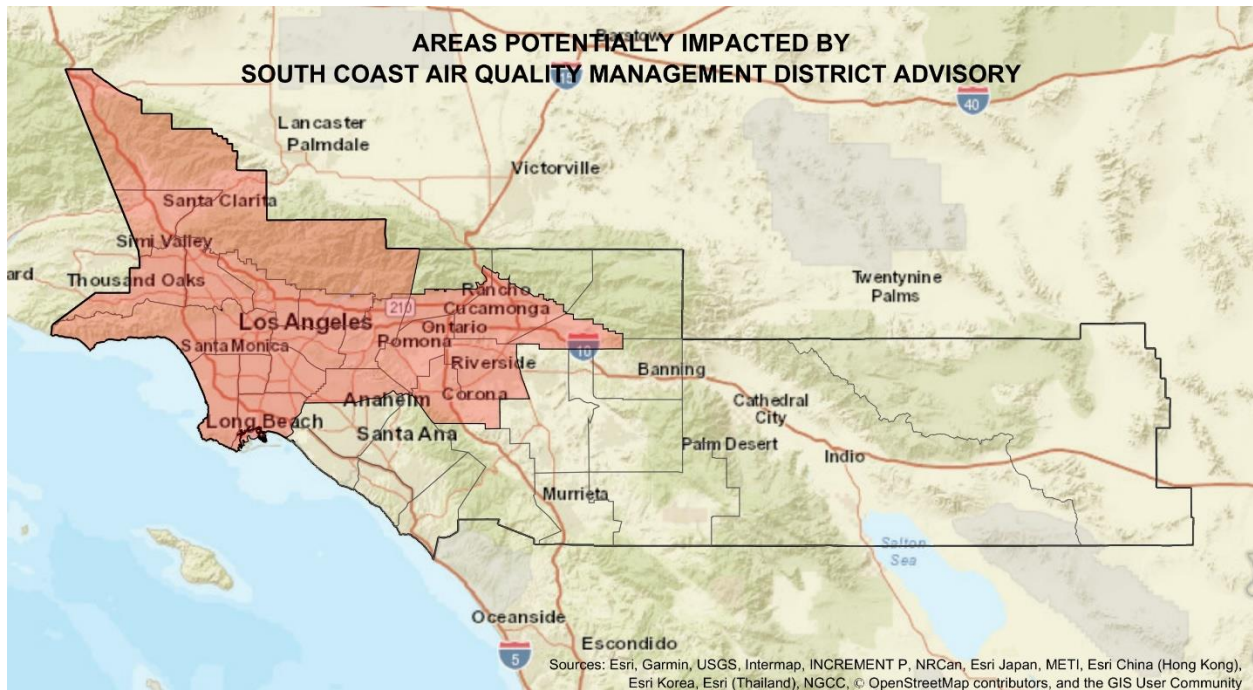 AREAS POTENTIALLY IMPACTED BY
SOUTH COAST AIR QUALITY MANAGEMENT DISTRICT ADVISORY
Barstow
15
40
Lancaster
Palmdale
Victorville
Santa Clarita
Simi Valley
ard
Thousand Oaks
Twentynine
Palms
Rancho
Cucamonga
210
Los Angeles
Ontario
Santa Monica
Pomona
10
Riverside
Banning
Corona
Anaheim
Cathedral
City
Long Beach
Santa Ana
Palm Desert
Indio
Murrieta
Salton
Sea
Oceanside
Escondido
5
Sources: Esri, Garmin, USGS, Intermap, INCREMENT P, NRCan, Esri Japan, METI, Esri China (Hong Kong),
Esri Korea, Esri (Thailand), NGCC, © OpenStreetMap contributors, and the GIS User Community